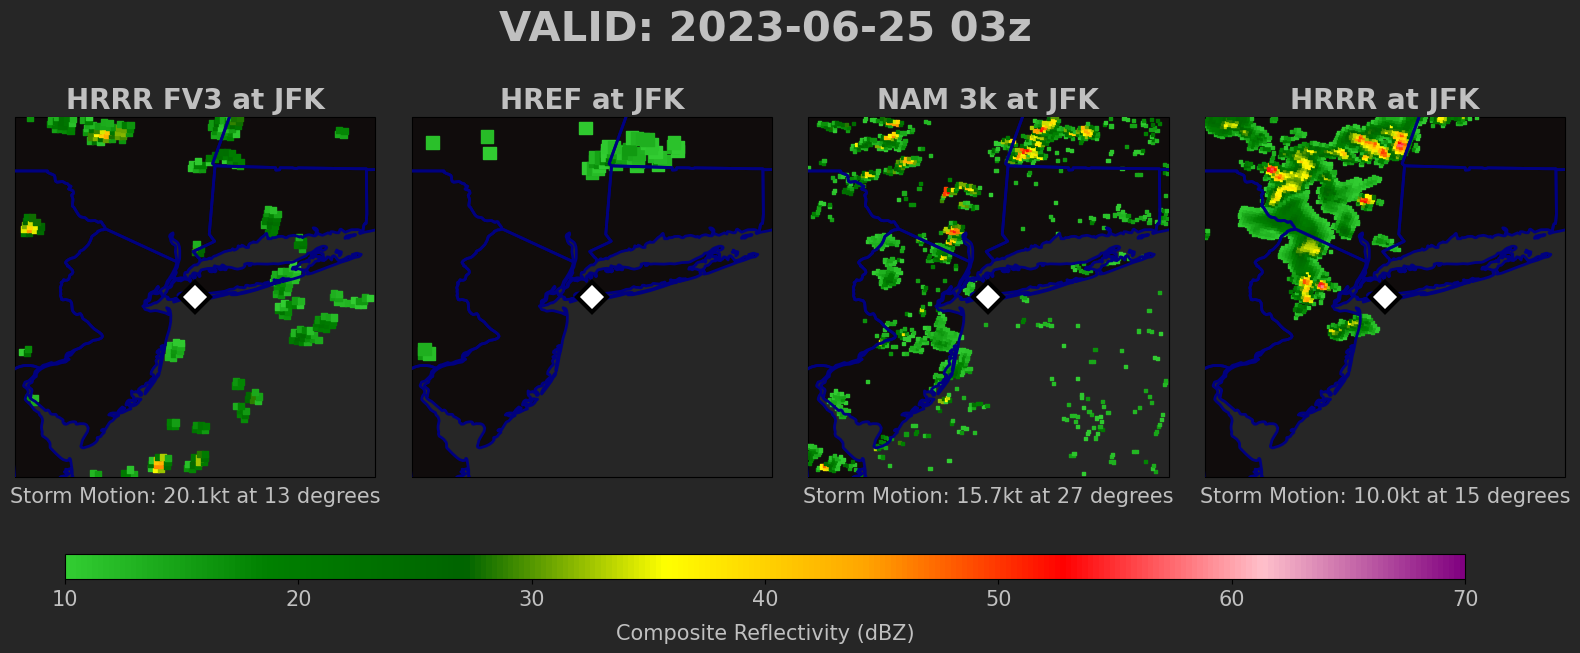 VALID: 2023-06-25 03z
HRRR FV3 at JFK
HREF at JFK
NAM 3k at JFK
HRRR at JFK
Storm Motion: 20.1kt at 13 degrees
Storm Motion: 15.7kt at 27 degrees
Storm Motion: 10.0kt at 15 degrees
10 20 30 40 50 60 70
Composite Reflectivity (dBZ)